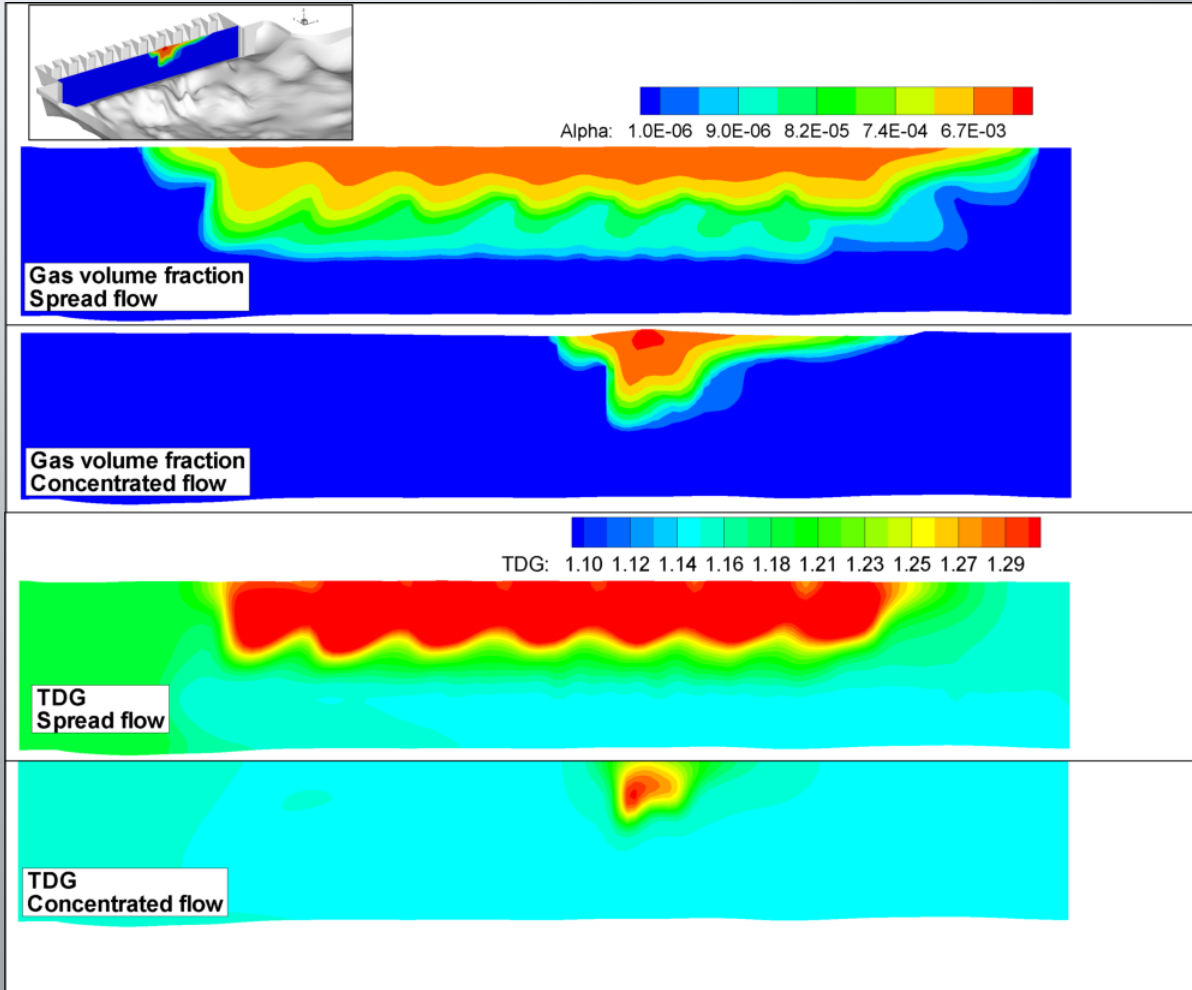 Alpha: 1.0E-06 9.0E-06 8.2E-05 7.4E-04 6.7E-03
Gas volume fraction
Spread flow
Gas volume fraction
Concentrated flow
TDG: 1.10 1.12 1.14 1.16 1.18 1.21 1.23 1.25 1.27 1.29
TDG
Spread flow
TDG
Concentrated flow